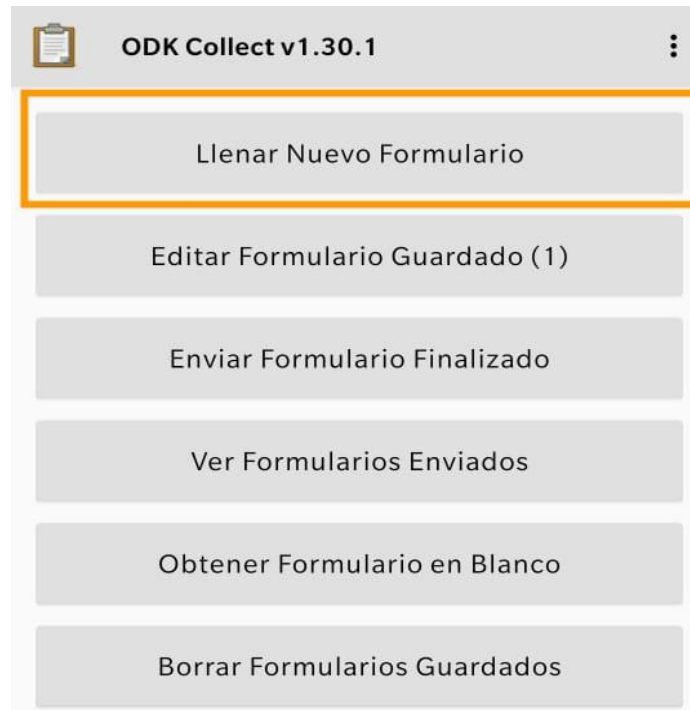 ODK Collect v1.30.1
Llenar Nuevo Formulario
Editar Formulario Guardado (1)
Enviar Formulario Finalizado
Ver Formularios Enviados
Obtener Formulario en Blanco
Borrar Formularios Guardados